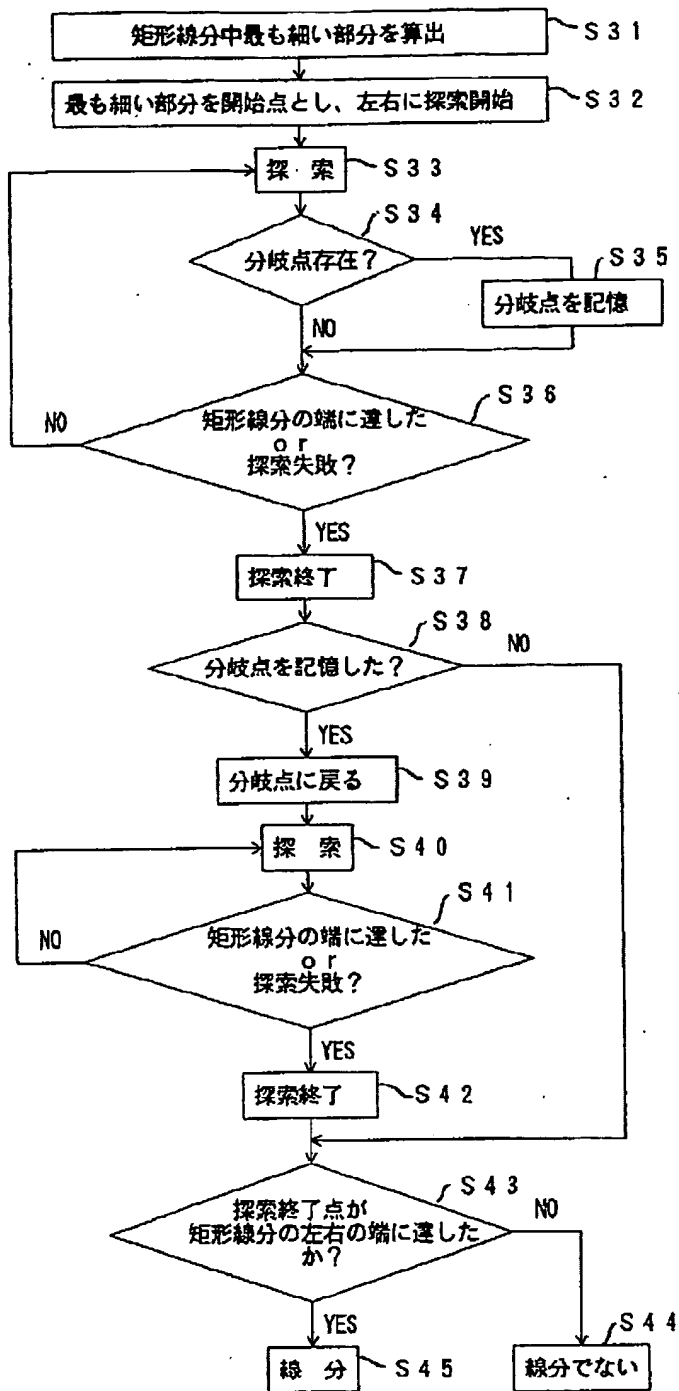 矩形線分中最も細い部分を算出 S31
最も細い部分を開始点とし、左右に探索開始 S32
探 索 S33
S34
分岐点存在？ YES
S35
分岐点を記憶
NO
S36
矩形線分の端に達した
or
探索失敗？
NO
YES
探索終了 S37
S38
分岐点を記憶した？ NO
YES
分岐点に戻る S39
探 索 S40
S41
矩形線分の端に達した
or
探索失敗？
NO
YES
探索終了 S42
S43
探索終了点が
矩形線分の左右の端に達した
か？
NO
YES
S44
線 分 S45
線分でない